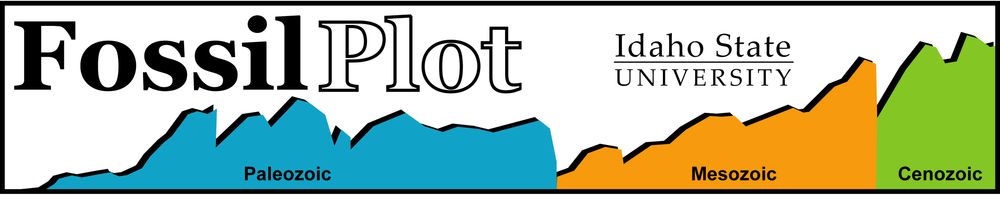 FossilPlot
Idaho State
UNIVERSITY
Paleozoic
Mesozoic
Cenozoic